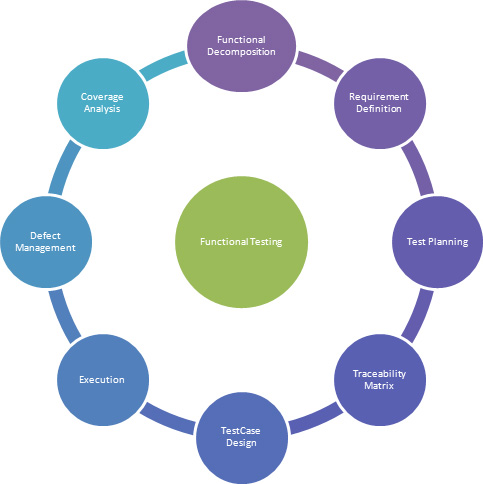 Functional
Decomposition
Requirement
Definition
Test Planning
Traceability
Matrix
TestCase
Design
Execution
Defect
Management
Coverage
Analysis
Functional Testing